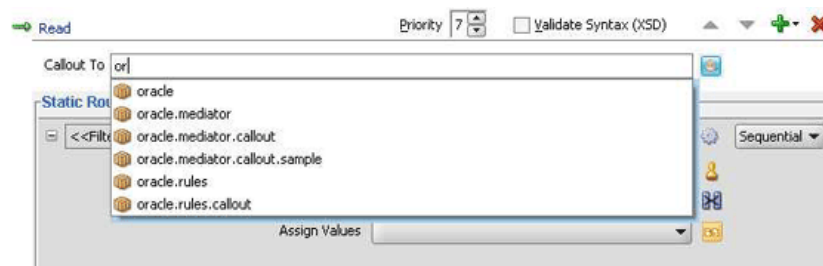 Read Priority 7 Validate Syntax (XSD)
Callout To or
oracle
Static Rou
oracle.mediator
<<Filte oracle.mediator.callout Sequential
oracle.mediator.callout.sample
oracle.rules
oracle.rules.callout
Assign Values